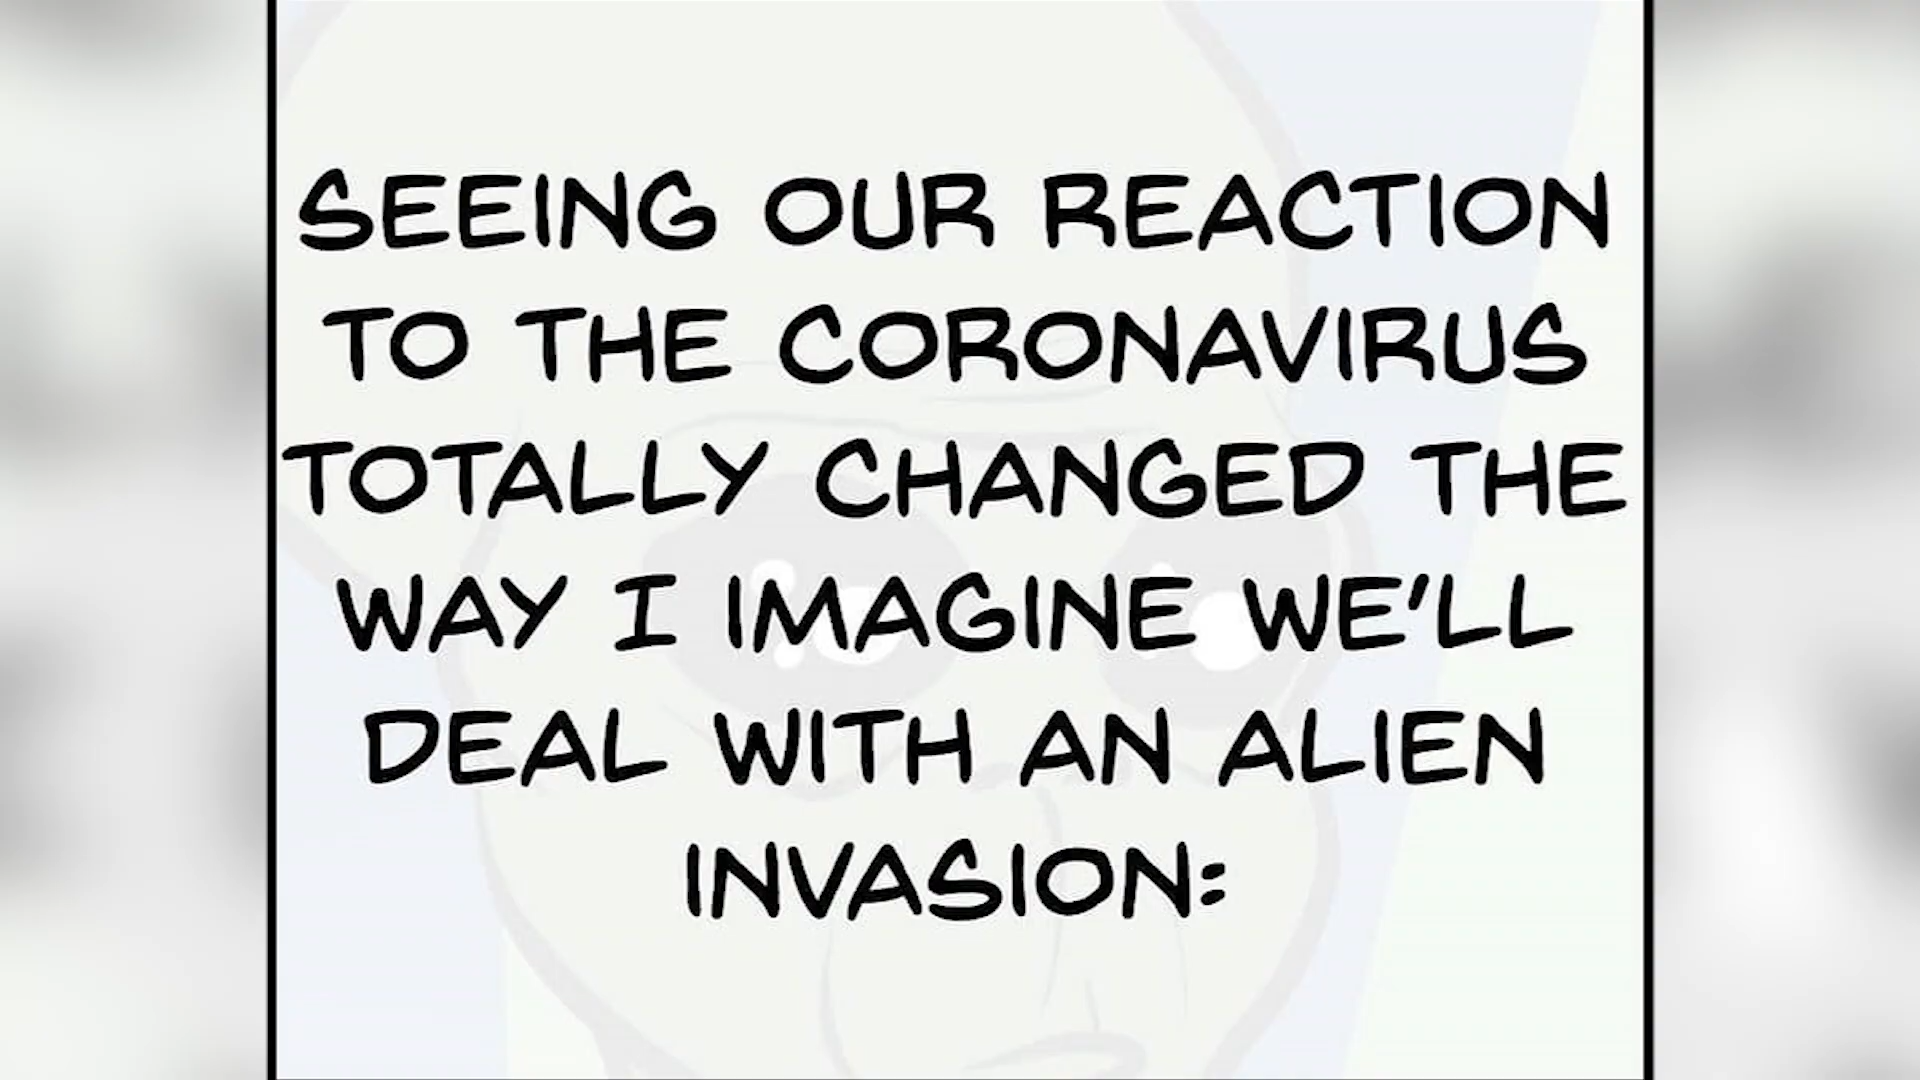 SEEING OUR REACTION
TO THE CORONAVIRUS
TOTALLY CHANGED THE
WAY I IMAGINE WE'LL
DEAL WITH AN ALIEN
INVASION: